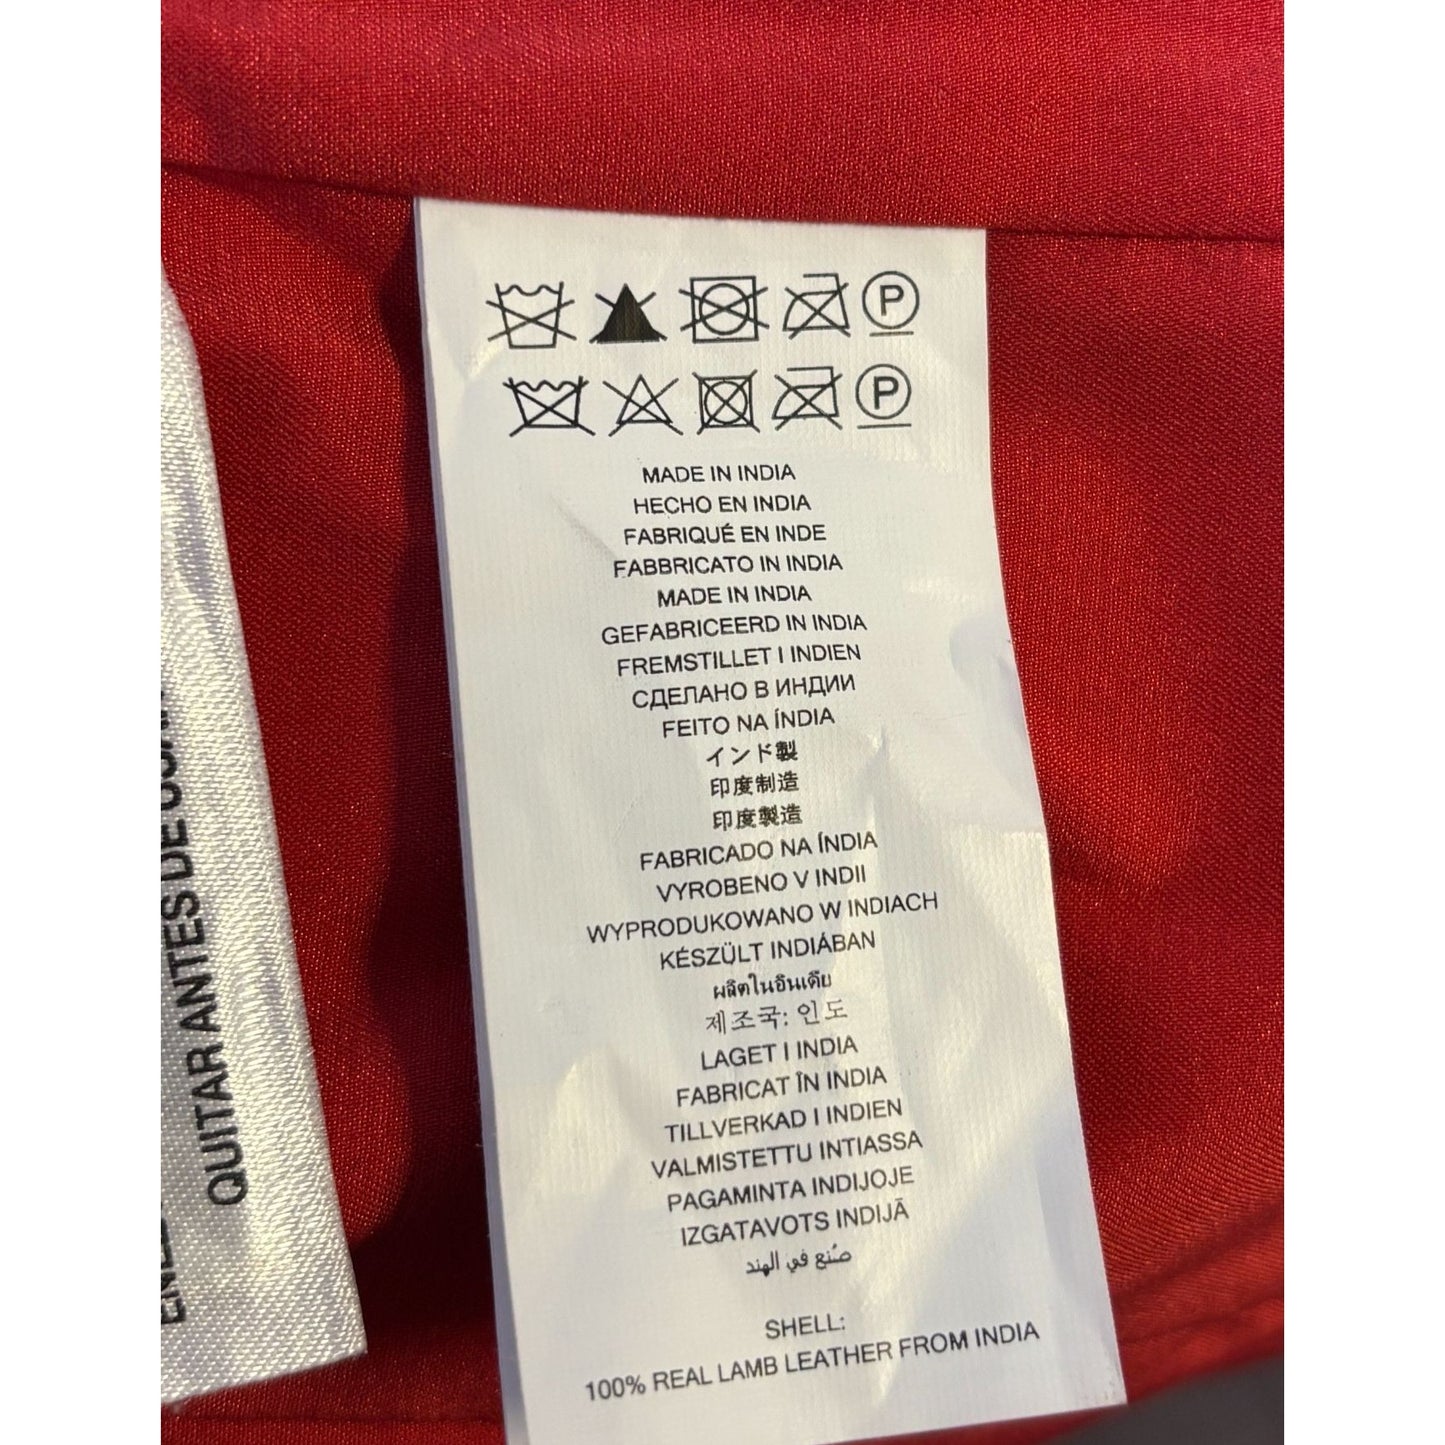 P
P
MADE IN INDIA
HECHO EN INDIA
FABRIQUÉ EN INDE
FABBRICATO IN INDIA
MADE IN INDIA
GEFABRICEERD IN INDIA
FREMSTILLET I INDIEN
СДЕЛАНО В ИНДИИ
FEITO NA ÍNDIA
インド製
印度制造
印度製造
FABRICADO NA ÍNDIA
VYROBENO V INDII
WYPRODUKOWANO W INDIACH
KÉSZÜLT INDIÁBAN
ผลิตในอินเดีย
제조국: 인도
LAGET I INDIA
FABRICAT ÎN INDIA
TILLVERKAD I INDIEN
VALMISTETTU INTIASSA
PAGAMINTA INDIJOJE
IZGATAVOTS INDIJĀ
صُنع في الهند
SHELL:
100% REAL LAMB LEATHER FROM INDIA
QUITAR ANTES DE